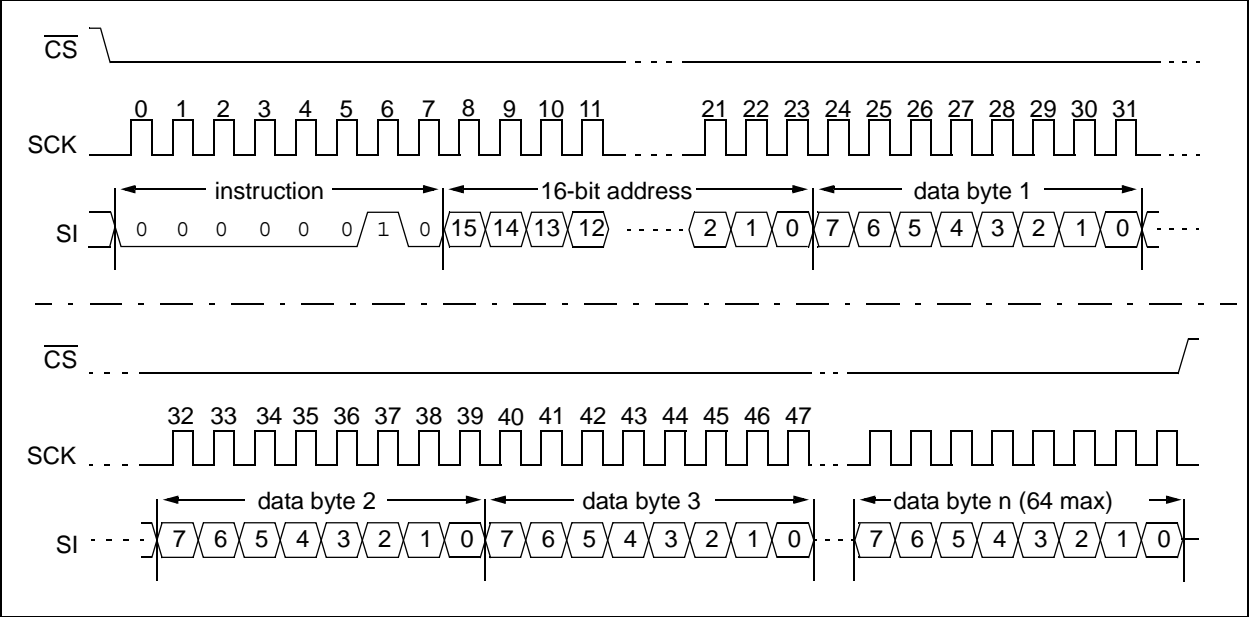 CS
0 1 2 3 4 5 6 7 8 9 10 11 21 22 23 24 25 26 27 28 29 30 31
SCK
instruction 16-bit address data byte 1
SI 0 0 0 0 0 0 1 0 15 14 13 12 2 1 0 7 6 5 4 3 2 1 0
CS
32 33 34 35 36 37 38 39 40 41 42 43 44 45 46 47
SCK
data byte 2 data byte 3 data byte n (64 max)
SI 7 6 5 4 3 2 1 0 7 6 5 4 3 2 1 0 7 6 5 4 3 2 1 0